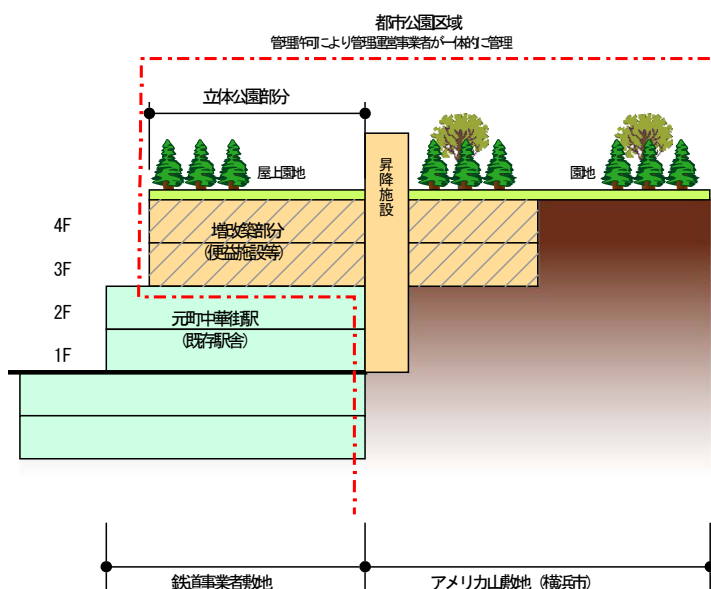 都市公園区域
管理許可により管理運営事業者が一体的に管理
立体公園部分
屋上園地
昇降施設
園地
4F
増改築部分
(便益施設等)
3F
2F
元町中華街駅
(既存駅舎)
1F
鉄道事業者敷地
アメリカ山敷地（横浜市）